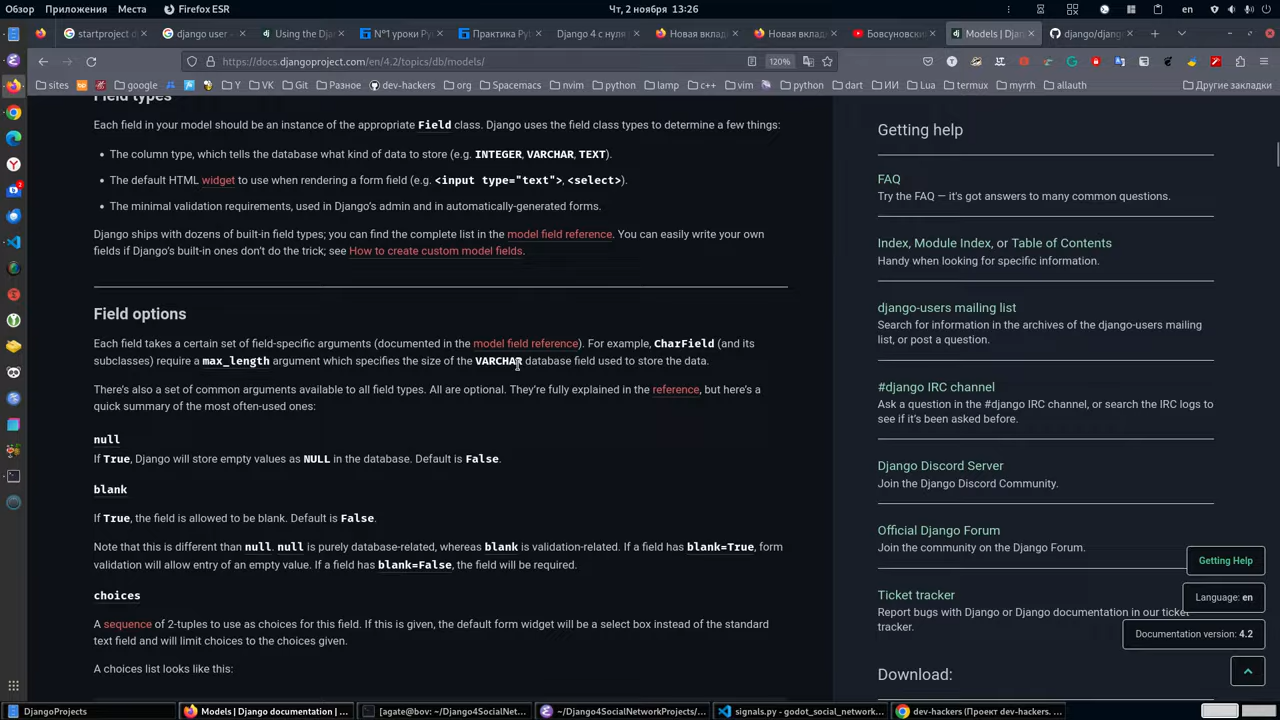 Обзор Приложения Места Firefox ESR Чт, 2 ноября 13:26 en
startproject d django user - Using the Dja N°1 уроки Py Практика Pyt Django 4 с нуля Новая вклад Новая вклад Бовсуновски Models | Djan django/djang
https://docs.djangoproject.com/en/4.2/topics/db/models/ 120%
sites google Y VK Git Разное dev-hackers org Spacemacs nvim python lamp c++ vim python dart ИИ Lua termux myrrh allauth Другие закладки
Field types
Each field in your model should be an instance of the appropriate Field class. Django uses the field class types to determine a few things:
• The column type, which tells the database what kind of data to store (e.g. INTEGER, VARCHAR, TEXT).
• The default HTML widget to use when rendering a form field (e.g. <input type="text">, <select>).
• The minimal validation requirements, used in Django's admin and in automatically-generated forms.
Django ships with dozens of built-in field types; you can find the complete list in the model field reference. You can easily write your own
fields if Django's built-in ones don't do the trick; see How to create custom model fields.
Field options
Each field takes a certain set of field-specific arguments (documented in the model field reference). For example, CharField (and its
subclasses) require a max_length argument which specifies the size of the VARCHAR database field used to store the data.
There's also a set of common arguments available to all field types. All are optional. They're fully explained in the reference, but here's a
quick summary of the most often-used ones:
null
If True, Django will store empty values as NULL in the database. Default is False.
blank
If True, the field is allowed to be blank. Default is False.
Note that this is different than null. null is purely database-related, whereas blank is validation-related. If a field has blank=True, form
validation will allow entry of an empty value. If a field has blank=False, the field will be required.
choices
A sequence of 2-tuples to use as choices for this field. If this is given, the default form widget will be a select box instead of the standard
text field and will limit choices to the choices given.
A choices list looks like this:
Getting help
FAQ
Try the FAQ — it's got answers to many common questions.
Index, Module Index, or Table of Contents
Handy when looking for specific information.
django-users mailing list
Search for information in the archives of the django-users mailing
list, or post a question.
#django IRC channel
Ask a question in the #django IRC channel, or search the IRC logs to
see if it's been asked before.
Django Discord Server
Join the Django Discord Community.
Official Django Forum
Join the community on the Django Forum.
Ticket tracker
Report bugs with Django or Django documentation in our ticket
tracker.
Download:
Getting Help
Language: en
Documentation version: 4.2
DjangoProjects Models | Django documentation | ... [agate@bov: ~/Django4SocialNet... ~/Django4SocialNetworkProjects/... signals.py - godot_social_network... dev-hackers (Проект dev-hackers. ...